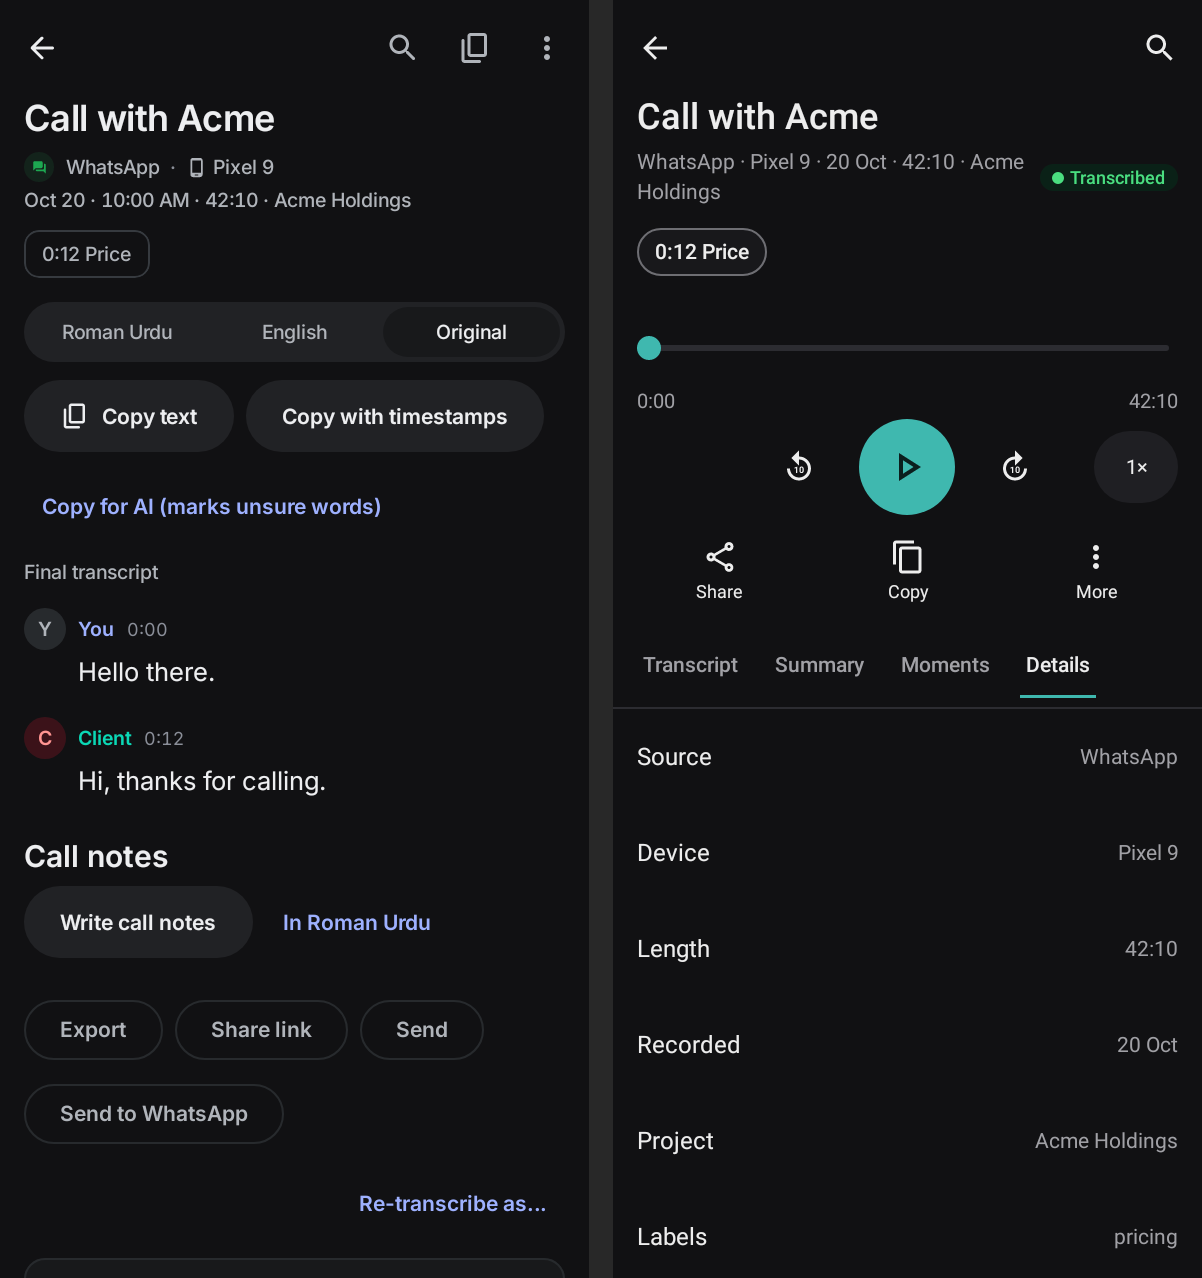 Call with Acme
WhatsApp · Pixel 9
Oct 20 · 10:00 AM · 42:10 · Acme Holdings
0:12 Price
Roman Urdu English Original
Copy text Copy with timestamps
Copy for AI (marks unsure words)
Final transcript
Y You 0:00
Hello there.
C Client 0:12
Hi, thanks for calling.
Call notes
Write call notes In Roman Urdu
Export Share link Send
Send to WhatsApp
Re-transcribe as...
Call with Acme
WhatsApp · Pixel 9 · 20 Oct · 42:10 · Acme
Holdings
Transcribed
0:12 Price
0:00 42:10
10 10 1×
Share Copy More
Transcript Summary Moments Details
Source WhatsApp
Device Pixel 9
Length 42:10
Recorded 20 Oct
Project Acme Holdings
Labels pricing